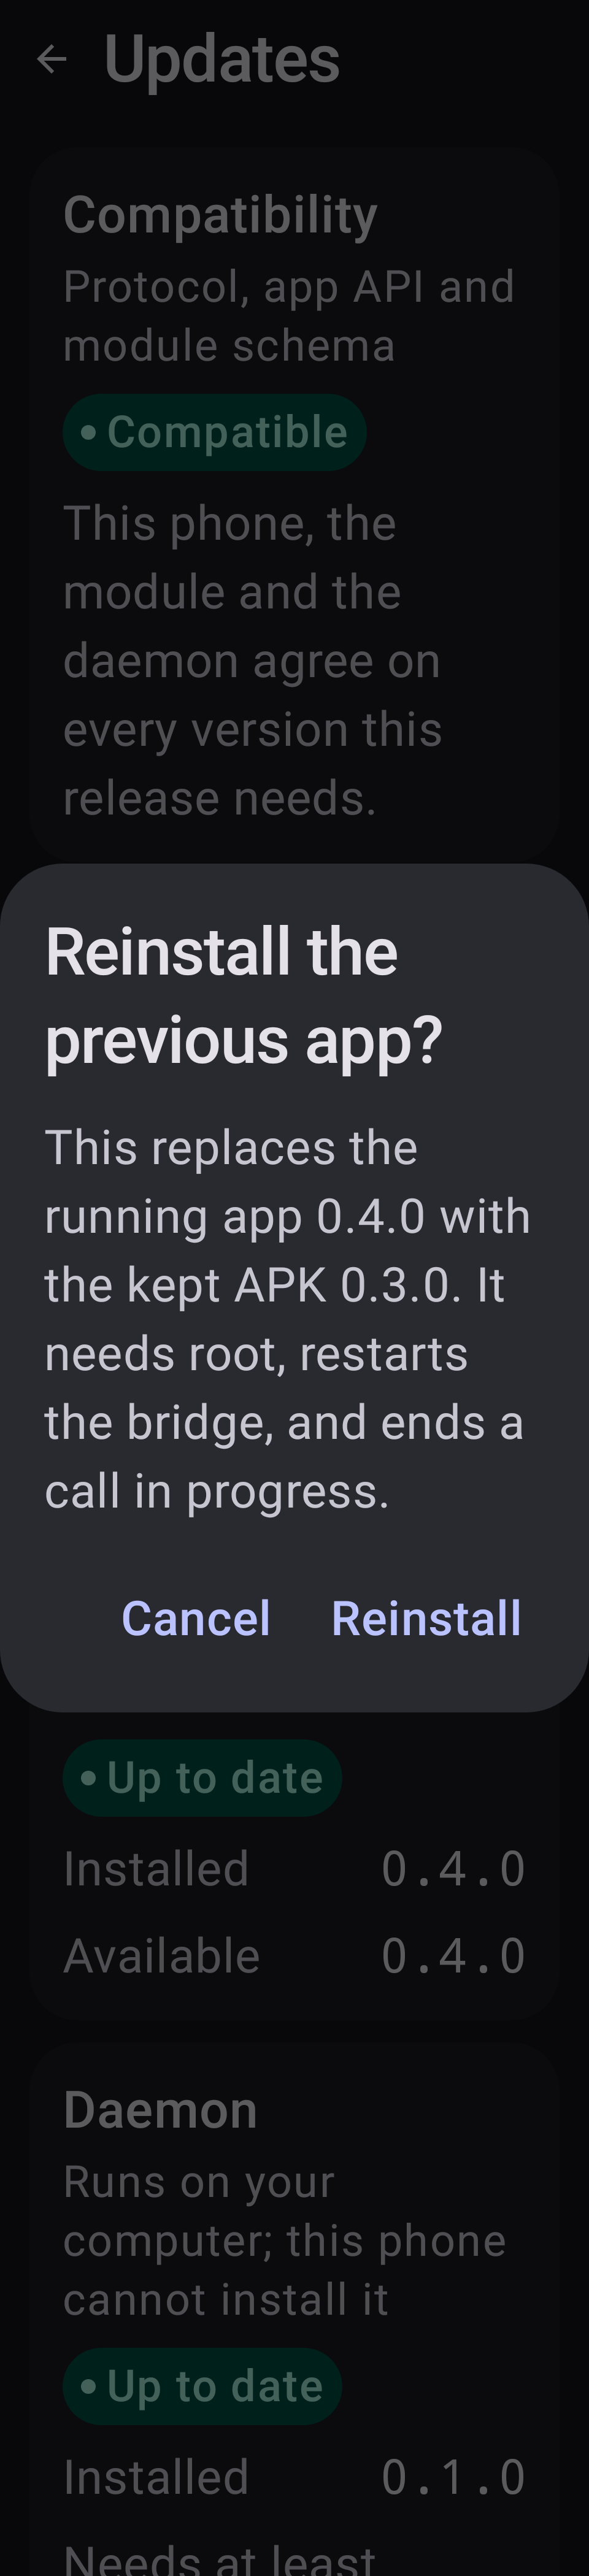 Updates
Compatibility
Protocol, app API and
module schema
Compatible
This phone, the
module and the
daemon agree on
every version this
release needs.
Reinstall the
previous app?
This replaces the
running app 0.4.0 with
the kept APK 0.3.0. It
needs root, restarts
the bridge, and ends a
call in progress.
Cancel Reinstall
Up to date
Installed 0.4.0
Available 0.4.0
Daemon
Runs on your
computer; this phone
cannot install it
Up to date
Installed 0.1.0
Needs at least